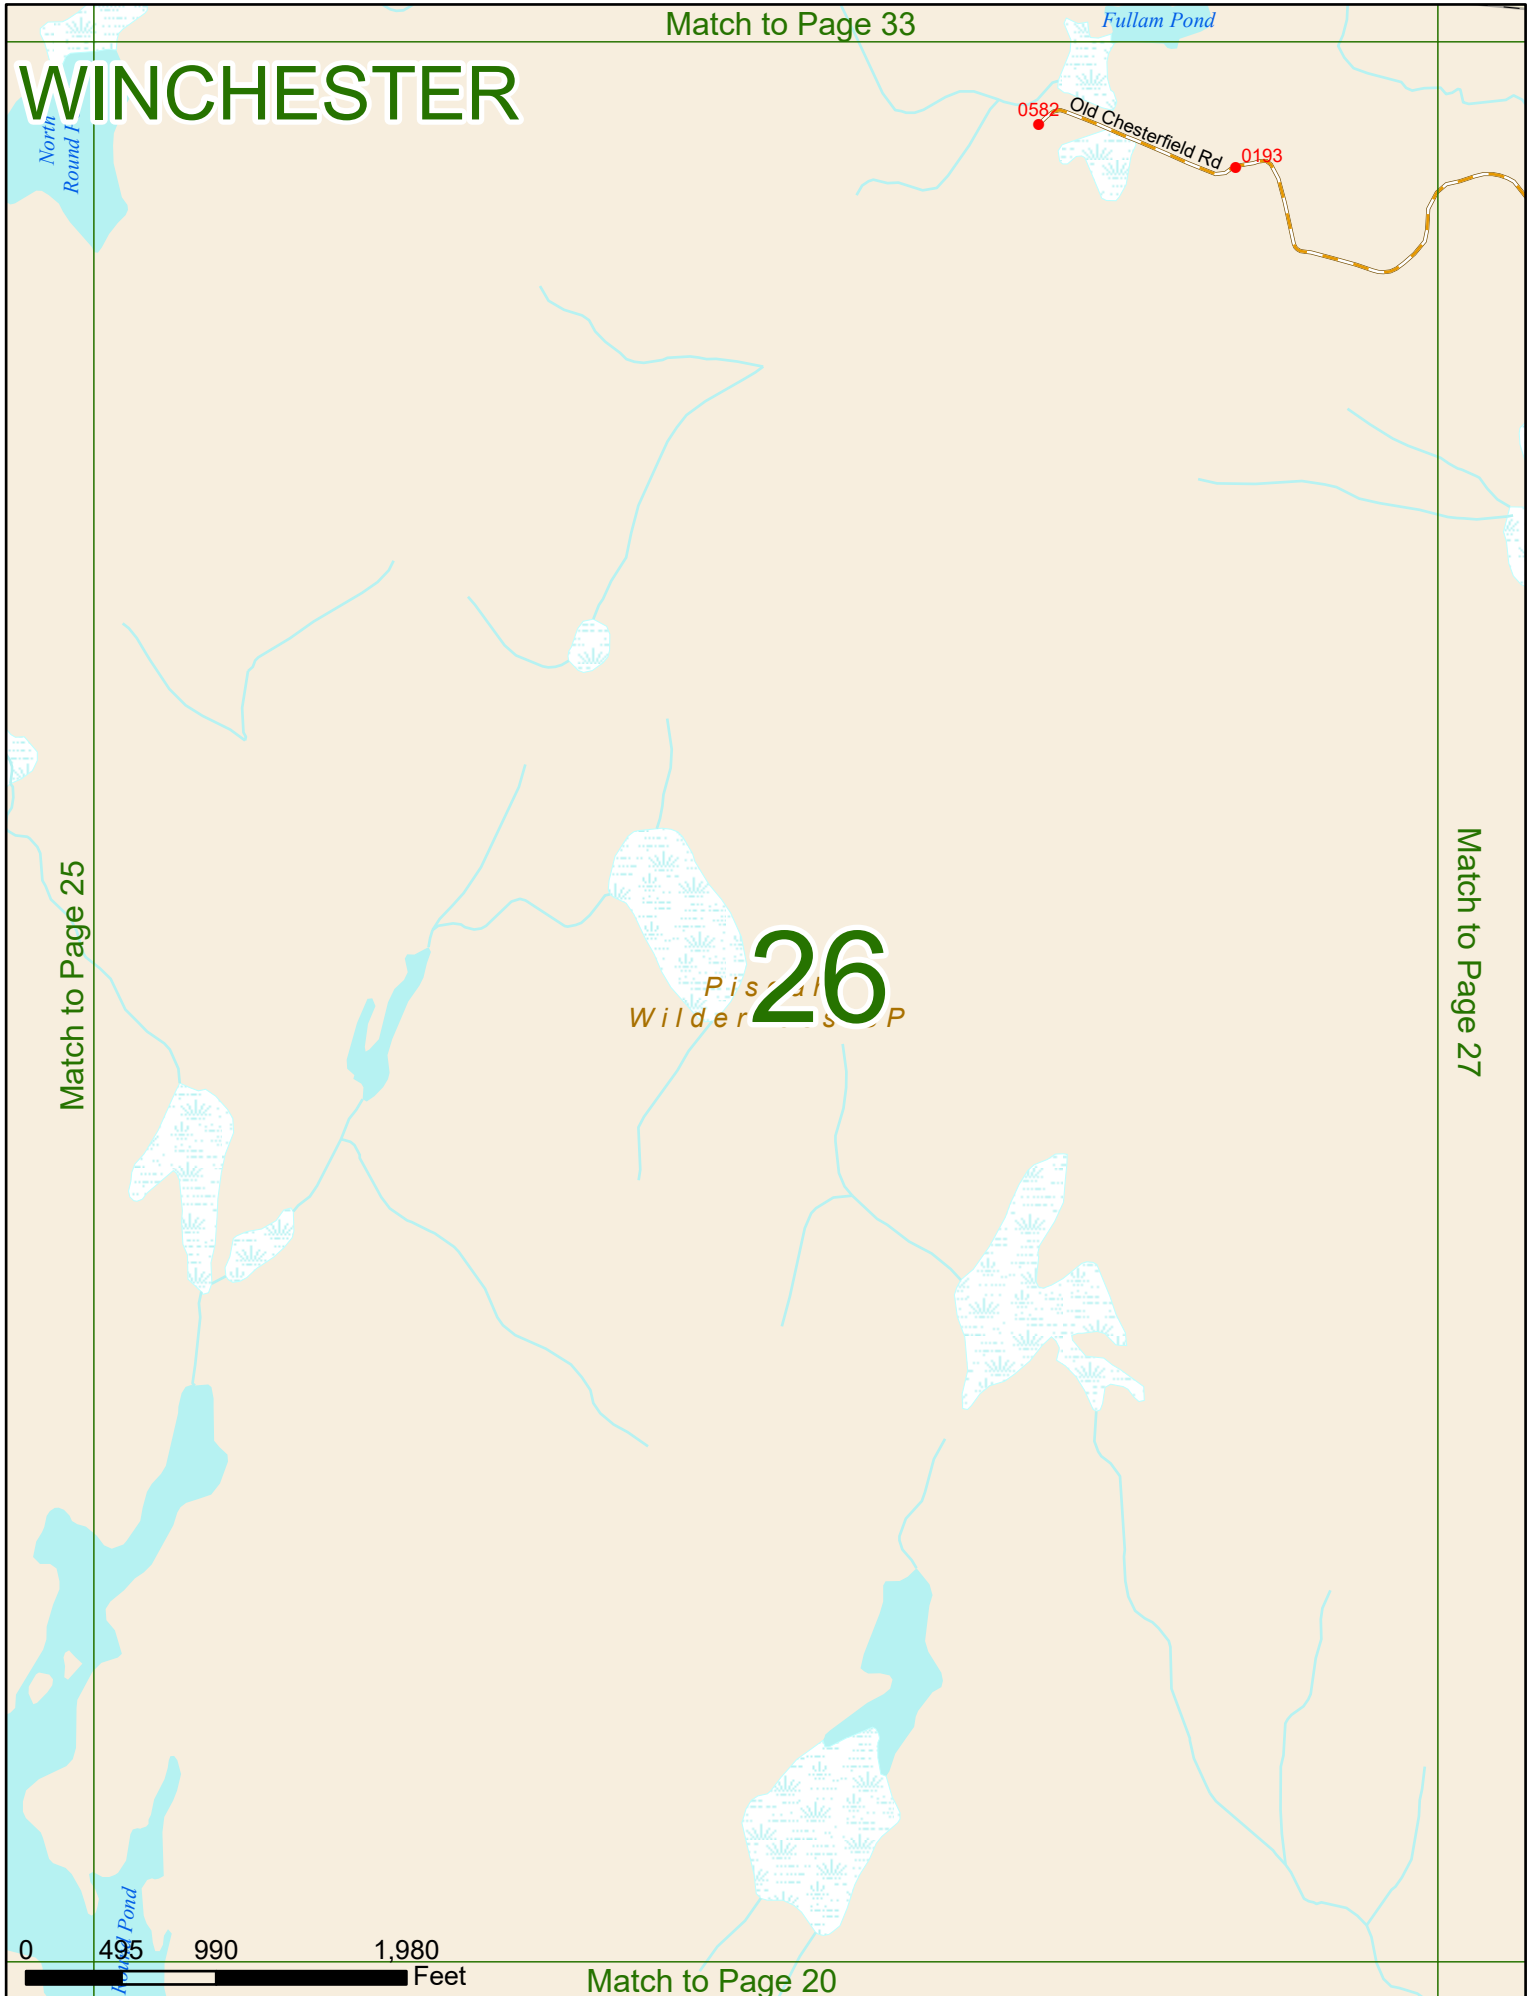 Match to Page 33
Fullam Pond
WINCHESTER
North
Round
0582
Old Chesterfield Rd
0193
Match to Page 25
Match to Page 27
26
P
Round Pond
0 495 990 1,980
Feet
Match to Page 20